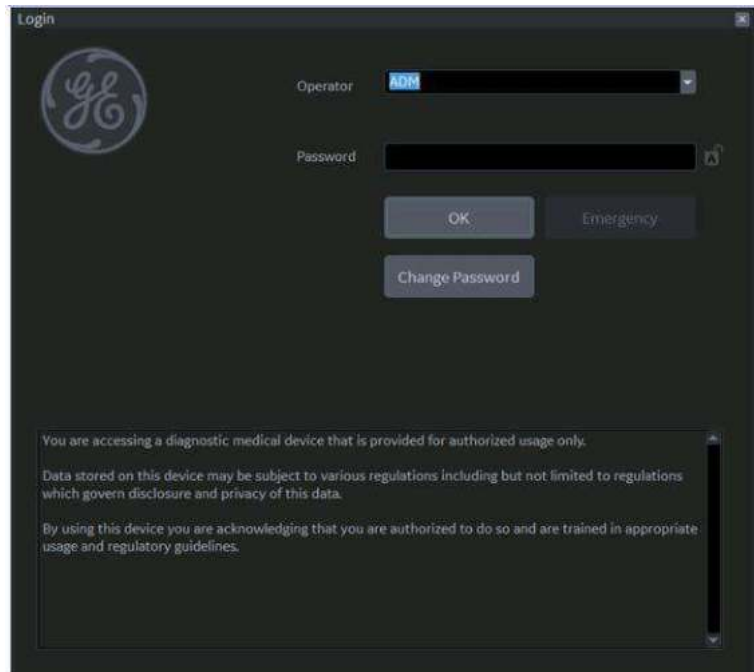 Login
GE
Operator
ADM
Password
OK
Emergency
Change Password
You are accessing a diagnostic medical device that is provided for authorized usage only.
Data stored on this device may be subject to various regulations including but not limited to regulations
which govern disclosure and privacy of this data.
By using this device you are acknowledging that you are authorized to do so and are trained in appropriate
usage and regulatory guidelines.